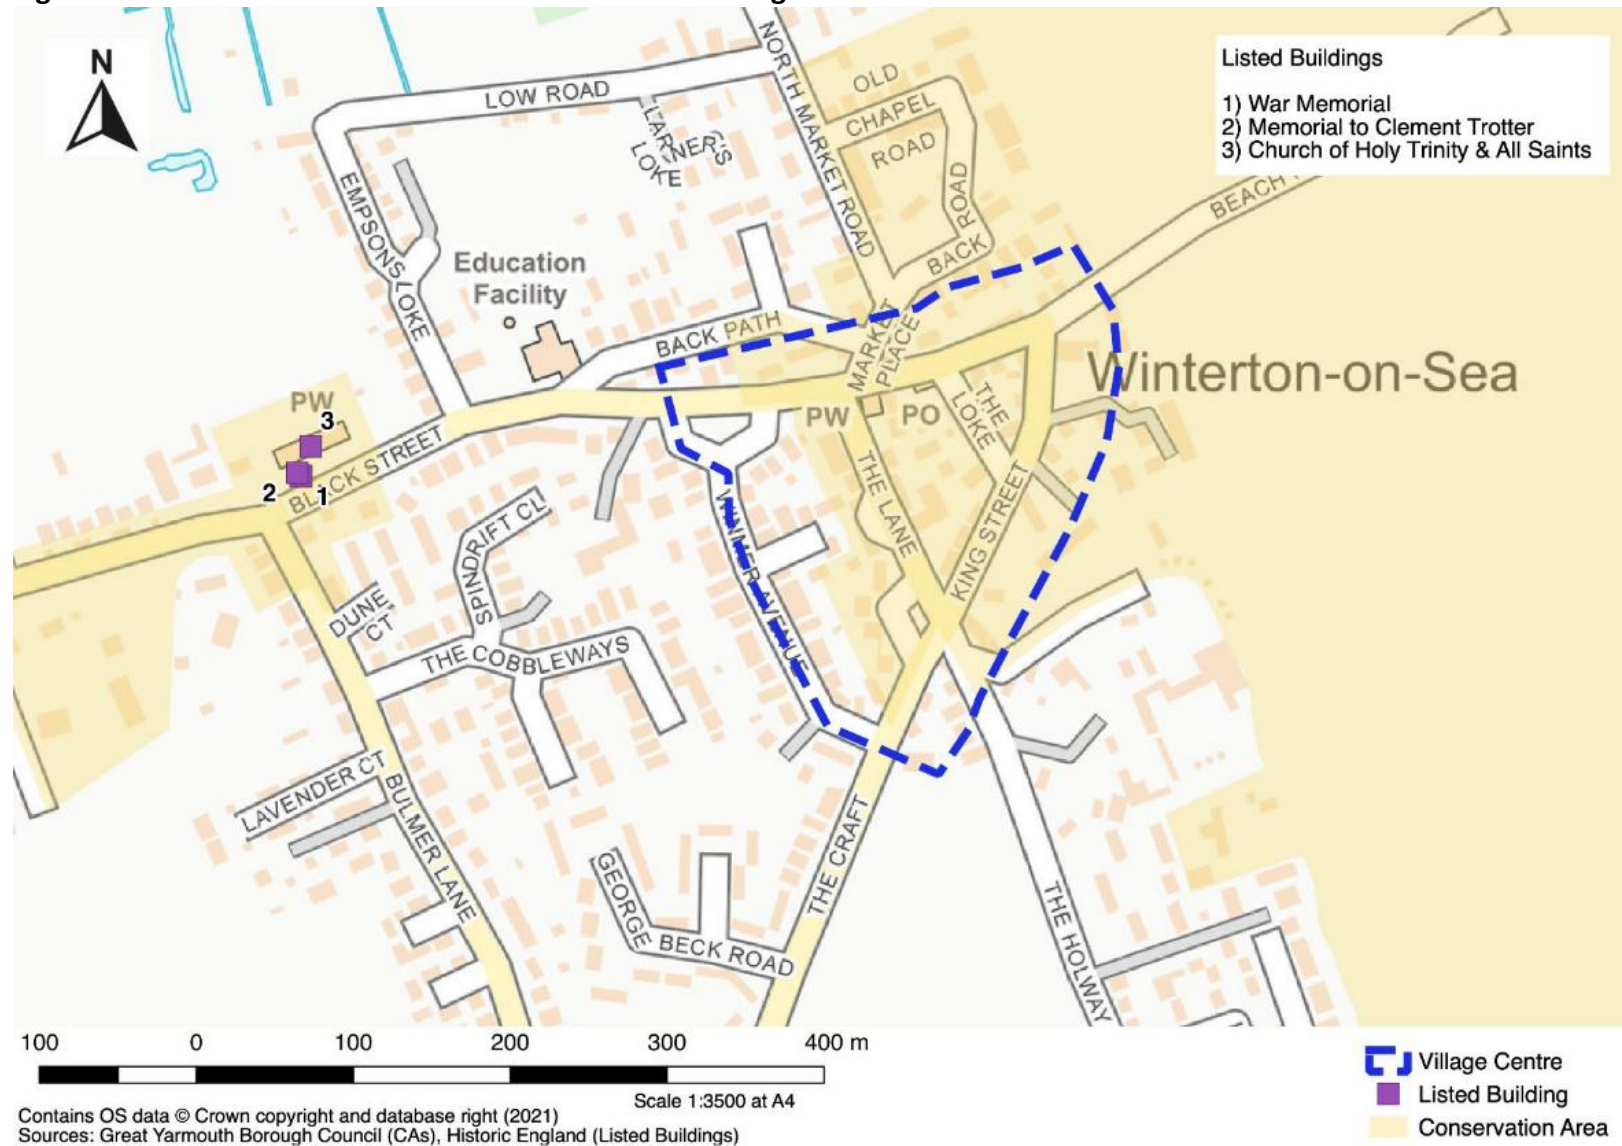 N
Listed Buildings
1) War Memorial
2) Memorial to Clement Trotter
3) Church of Holy Trinity & All Saints
NORTH MARKET ROAD
OLD
CHAPEL
ROAD
LOW ROAD
LARNER'S
LOKE
EMPSONS LOKE
ROAD
BACK
BEACH
Education
Facility
BACK PATH
MARKET
PLACE
Winterton-on-Sea
PW
3
2
1
BLACK STREET
PW
PO
THE
LOKE
THE LANE
KING STREET
WINMER AVENUE
SPINDRIFT CL
DUNE
CT
THE COBBLEWAYS
LAVENDER CT
BULMER LANE
THE CRAFT
GEORGE
BECK ROAD
THE HOLWAY
100 0 100 200 300 400 m
Scale 1:3500 at A4
Contains OS data © Crown copyright and database right (2021)
Sources: Great Yarmouth Borough Council (CAs), Historic England (Listed Buildings)
Village Centre
Listed Building
Conservation Area